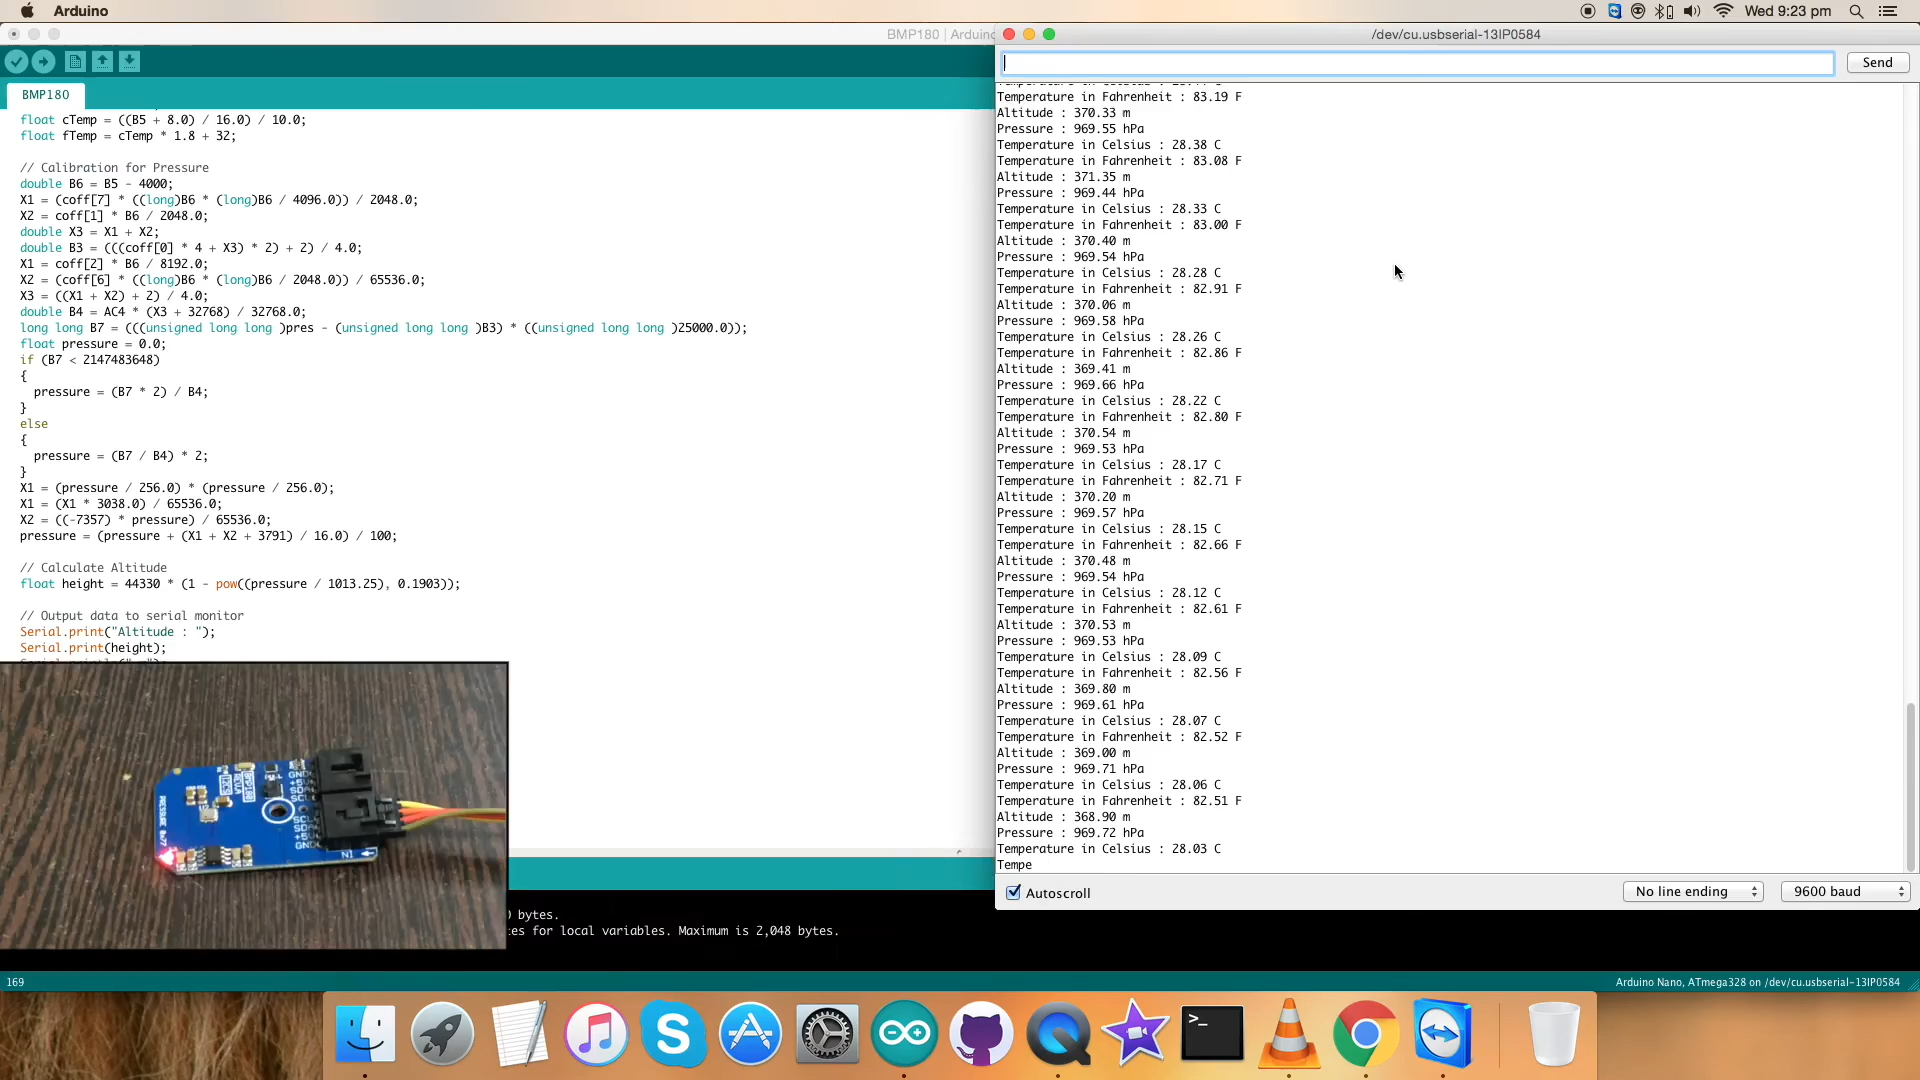 Arduino
Wed 9:23 pm
BMP180 | Arduino
/dev/cu.usbserial-13IP0584
Send
BMP180
float cTemp = ((B5 + 8.0) / 16.0) / 10.0;
float fTemp = cTemp * 1.8 + 32;
// Calibration for Pressure
double B6 = B5 - 4000;
X1 = (coff[7] * ((long)B6 * (long)B6 / 4096.0)) / 2048.0;
X2 = coff[1] * B6 / 2048.0;
double X3 = X1 + X2;
double B3 = (((coff[0] * 4 + X3) * 2) + 2) / 4.0;
X1 = coff[2] * B6 / 8192.0;
X2 = (coff[6] * ((long)B6 * (long)B6 / 2048.0)) / 65536.0;
X3 = ((X1 + X2) + 2) / 4.0;
double B4 = AC4 * (X3 + 32768) / 32768.0;
long long B7 = (((unsigned long long )pres - (unsigned long long )B3) * ((unsigned long long )25000.0));
float pressure = 0.0;
if (B7 < 2147483648)
{
pressure = (B7 * 2) / B4;
}
else
{
pressure = (B7 / B4) * 2;
}
X1 = (pressure / 256.0) * (pressure / 256.0);
X1 = (X1 * 3038.0) / 65536.0;
X2 = ((-7357) * pressure) / 65536.0;
pressure = (pressure + (X1 + X2 + 3791) / 16.0) / 100;
// Calculate Altitude
float height = 44330 * (1 - pow((pressure / 1013.25), 0.1903));
// Output data to serial monitor
Serial.print("Altitude : ");
Serial.print(height);
Temperature in Fahrenheit : 83.19 F
Altitude : 370.33 m
Pressure : 969.55 hPa
Temperature in Celsius : 28.38 C
Temperature in Fahrenheit : 83.08 F
Altitude : 371.35 m
Pressure : 969.44 hPa
Temperature in Celsius : 28.33 C
Temperature in Fahrenheit : 83.00 F
Altitude : 370.40 m
Pressure : 969.54 hPa
Temperature in Celsius : 28.28 C
Temperature in Fahrenheit : 82.91 F
Altitude : 370.06 m
Pressure : 969.58 hPa
Temperature in Celsius : 28.26 C
Temperature in Fahrenheit : 82.86 F
Altitude : 369.41 m
Pressure : 969.66 hPa
Temperature in Celsius : 28.22 C
Temperature in Fahrenheit : 82.80 F
Altitude : 370.54 m
Pressure : 969.53 hPa
Temperature in Celsius : 28.17 C
Temperature in Fahrenheit : 82.71 F
Altitude : 370.20 m
Pressure : 969.57 hPa
Temperature in Celsius : 28.15 C
Temperature in Fahrenheit : 82.66 F
Altitude : 370.48 m
Pressure : 969.54 hPa
Temperature in Celsius : 28.12 C
Temperature in Fahrenheit : 82.61 F
Altitude : 370.53 m
Pressure : 969.53 hPa
Temperature in Celsius : 28.09 C
Temperature in Fahrenheit : 82.56 F
Altitude : 369.80 m
Pressure : 969.61 hPa
Temperature in Celsius : 28.07 C
Temperature in Fahrenheit : 82.52 F
Altitude : 369.00 m
Pressure : 969.71 hPa
Temperature in Celsius : 28.06 C
Temperature in Fahrenheit : 82.51 F
Altitude : 368.90 m
Pressure : 969.72 hPa
Temperature in Celsius : 28.03 C
Tempe
Autoscroll
No line ending
9600 baud
PRESSURE 0x77
BMP180
GND
+5V
SDA
SCL
SCL
SDA
+5V
GND
IN
bytes.
es for local variables. Maximum is 2,048 bytes.
169
Arduino Nano, ATmega328 on /dev/cu.usbserial-13IP0584